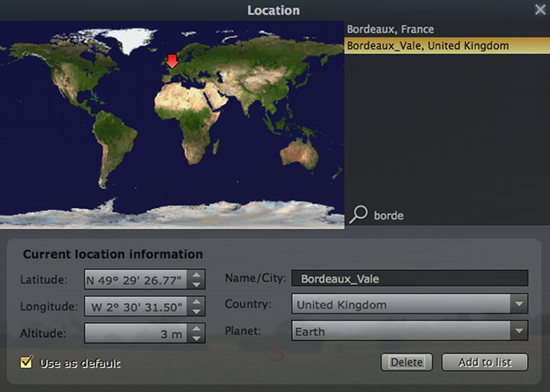 Location
Bordeaux, France
Bordeaux_Vale, United Kingdom
borde
Current location information
Latitude: N 49° 29' 26.77"
Name/City: Bordeaux_Vale
Longitude: W 2° 30' 31.50"
Country: United Kingdom
Altitude: 3 m
Planet: Earth
Use as default
Delete
Add to list